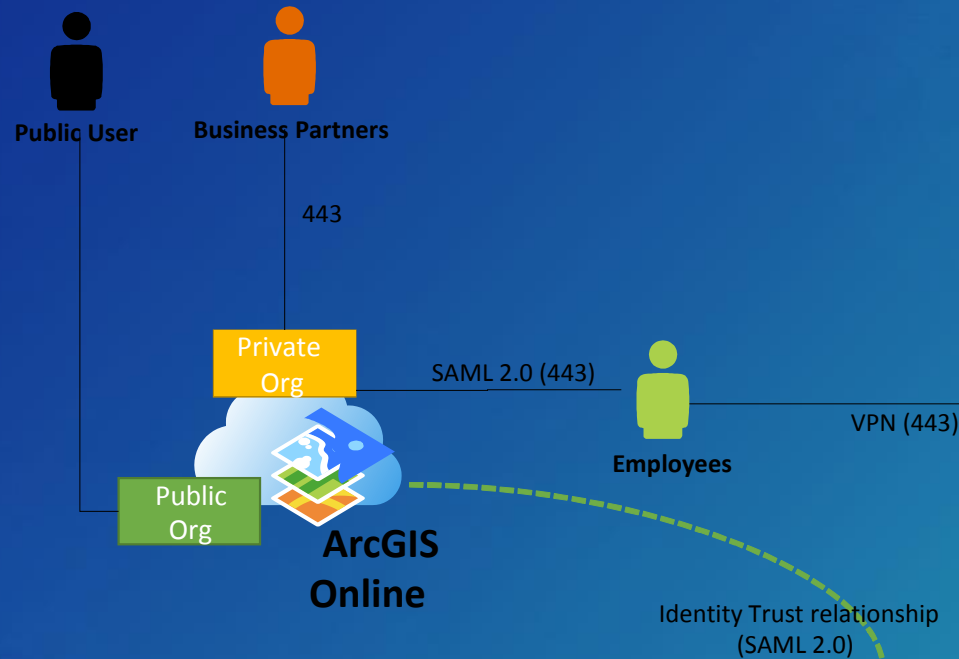 Public User
Business Partners
443
Private
Org
SAML 2.0 (443)
VPN (443)
Employees
Public
Org
ArcGIS
Online
Identity Trust relationship
(SAML 2.0)